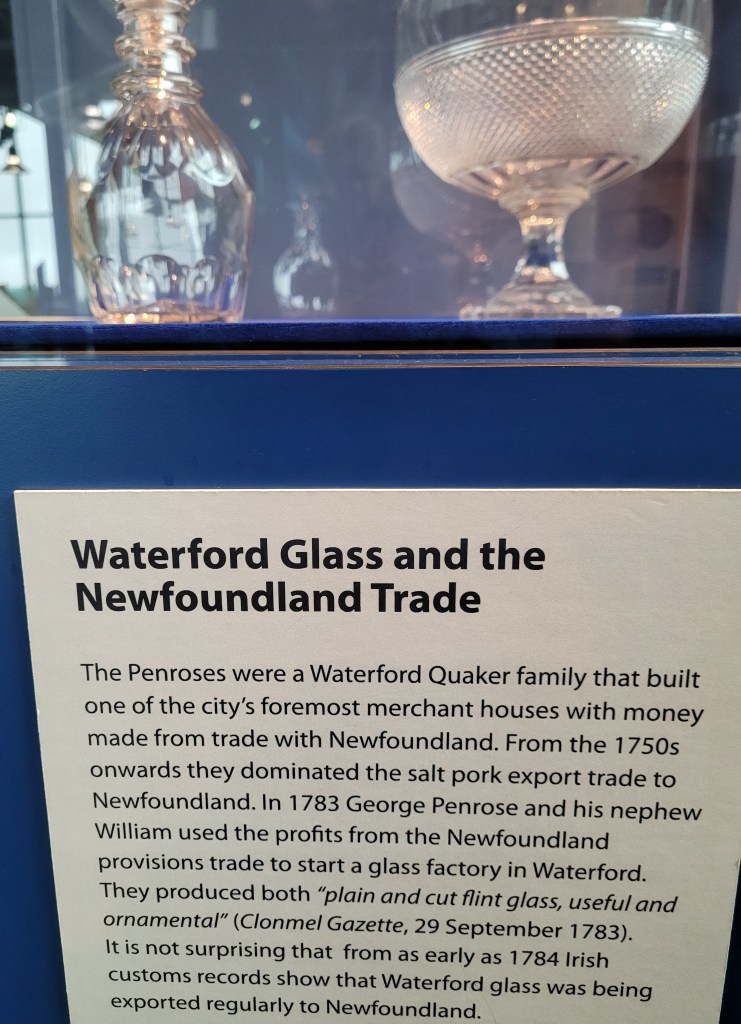 Waterford Glass and the
Newfoundland Trade
The Penroses were a Waterford Quaker family that built
one of the city's foremost merchant houses with money
made from trade with Newfoundland. From the 1750s
onwards they dominated the salt pork export trade to
Newfoundland. In 1783 George Penrose and his nephew
William used the profits from the Newfoundland
provisions trade to start a glass factory in Waterford.
They produced both "plain and cut flint glass, useful and
ornamental" (Clonmel Gazette, 29 September 1783).
It is not surprising that from as early as 1784 Irish
customs records show that Waterford glass was being
exported regularly to Newfoundland.